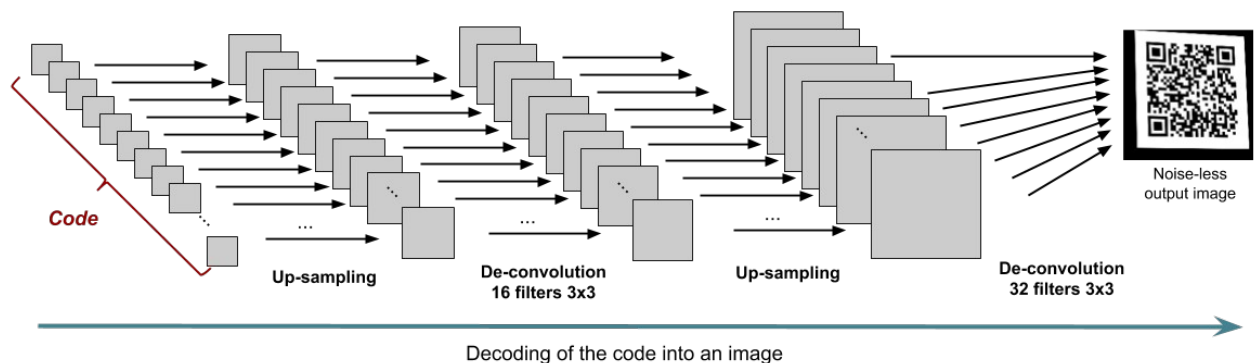 Code
...
Up-sampling
...
De-convolution
16 filters 3x3
...
Up-sampling
De-convolution
32 filters 3x3
Noise-less
output image
Decoding of the code into an image